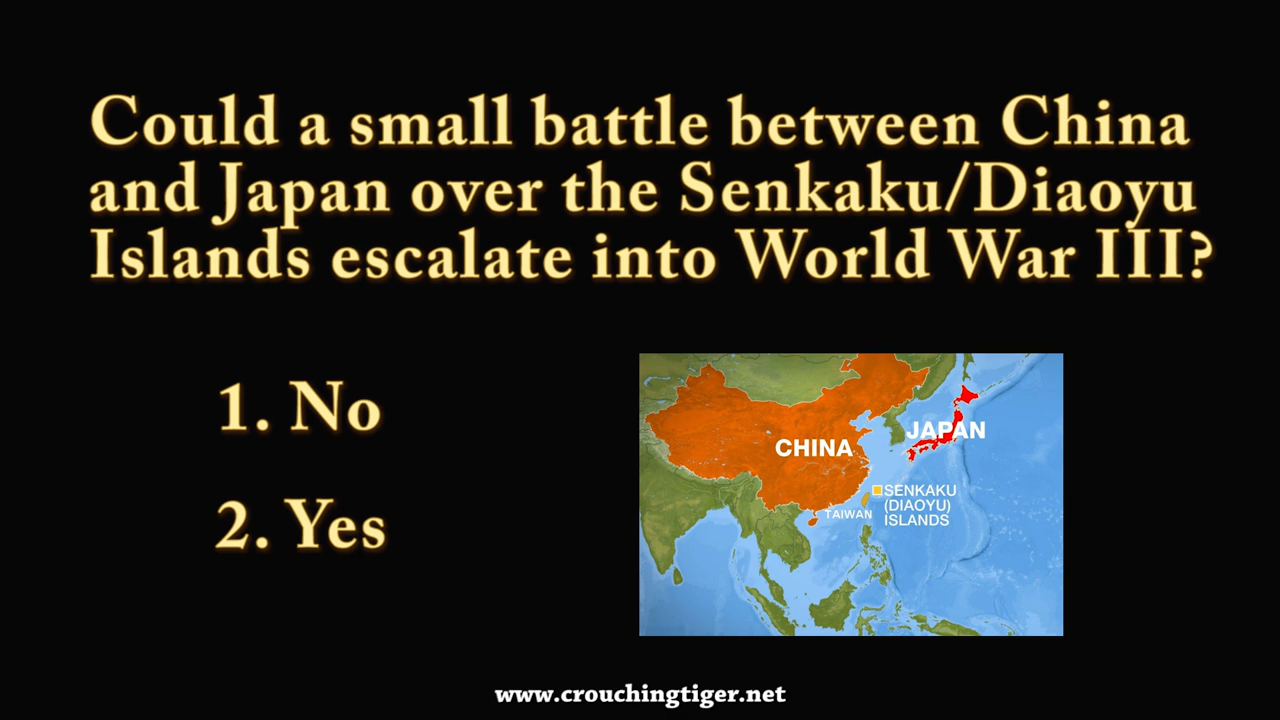 Could a small battle between China
and Japan over the Senkaku/Diaoyu
Islands escalate into World War III?
1. No
2. Yes
CHINA
JAPAN
SENKAKU
(DIAOYU)
ISLANDS
TAIWAN
www.crouchingtiger.net